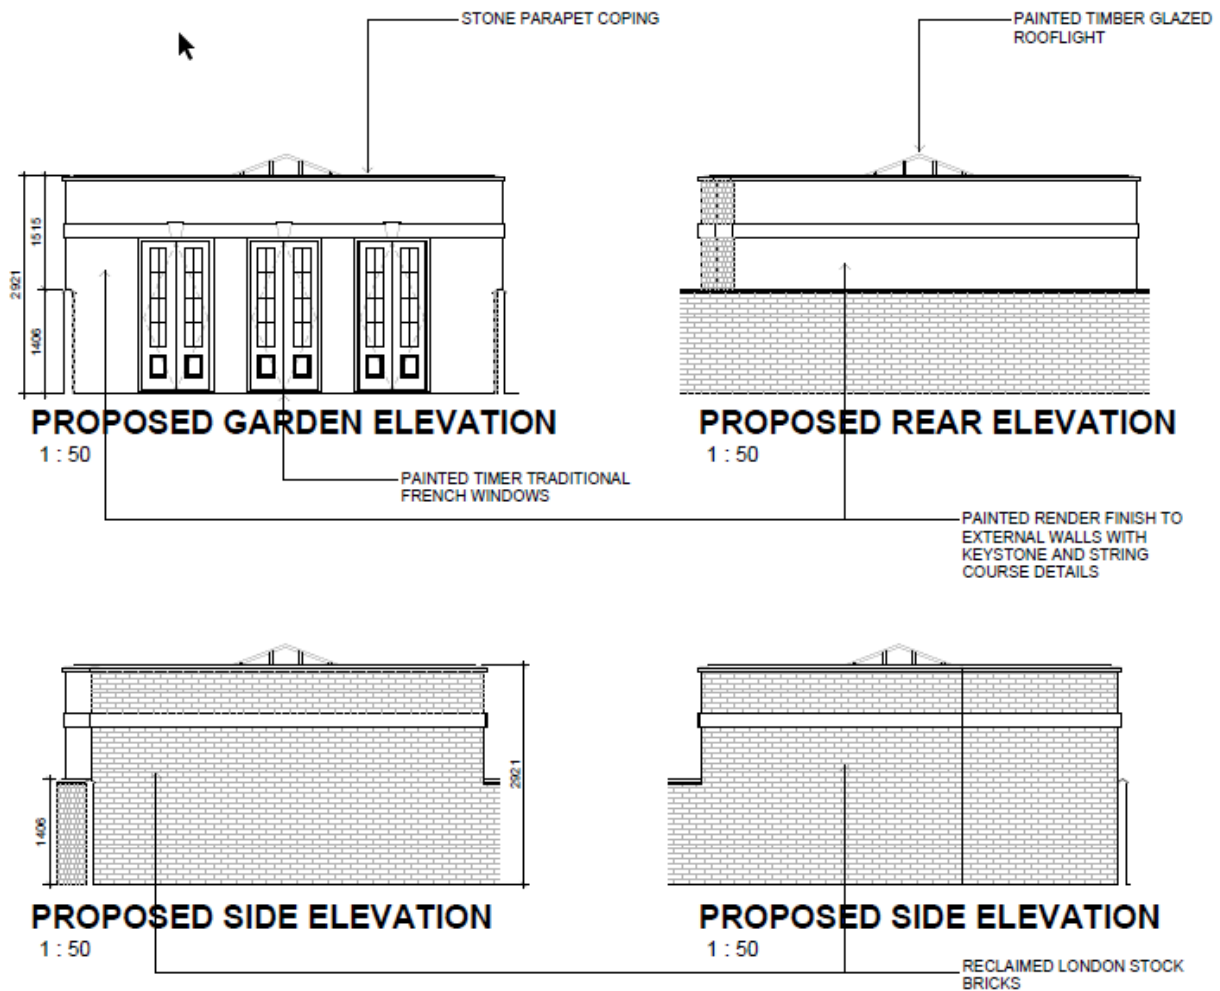 STONE PARAPET COPING
PAINTED TIMBER GLAZED
ROOFLIGHT
1515
2921
1406
PROPOSED GARDEN ELEVATION
1 : 50
PROPOSED REAR ELEVATION
1 : 50
PAINTED TIMER TRADITIONAL
FRENCH WINDOWS
PAINTED RENDER FINISH TO
EXTERNAL WALLS WITH
KEYSTONE AND STRING
COURSE DETAILS
2921
1406
PROPOSED SIDE ELEVATION
1 : 50
PROPOSED SIDE ELEVATION
1 : 50
RECLAIMED LONDON STOCK
BRICKS